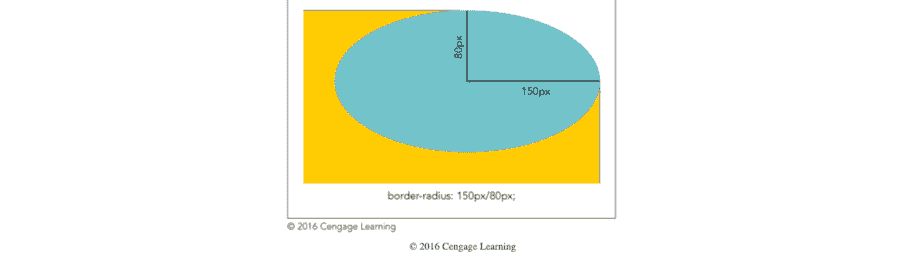 80px
150px
border-radius: 150px/80px;
© 2016 Cengage Learning
© 2016 Cengage Learning